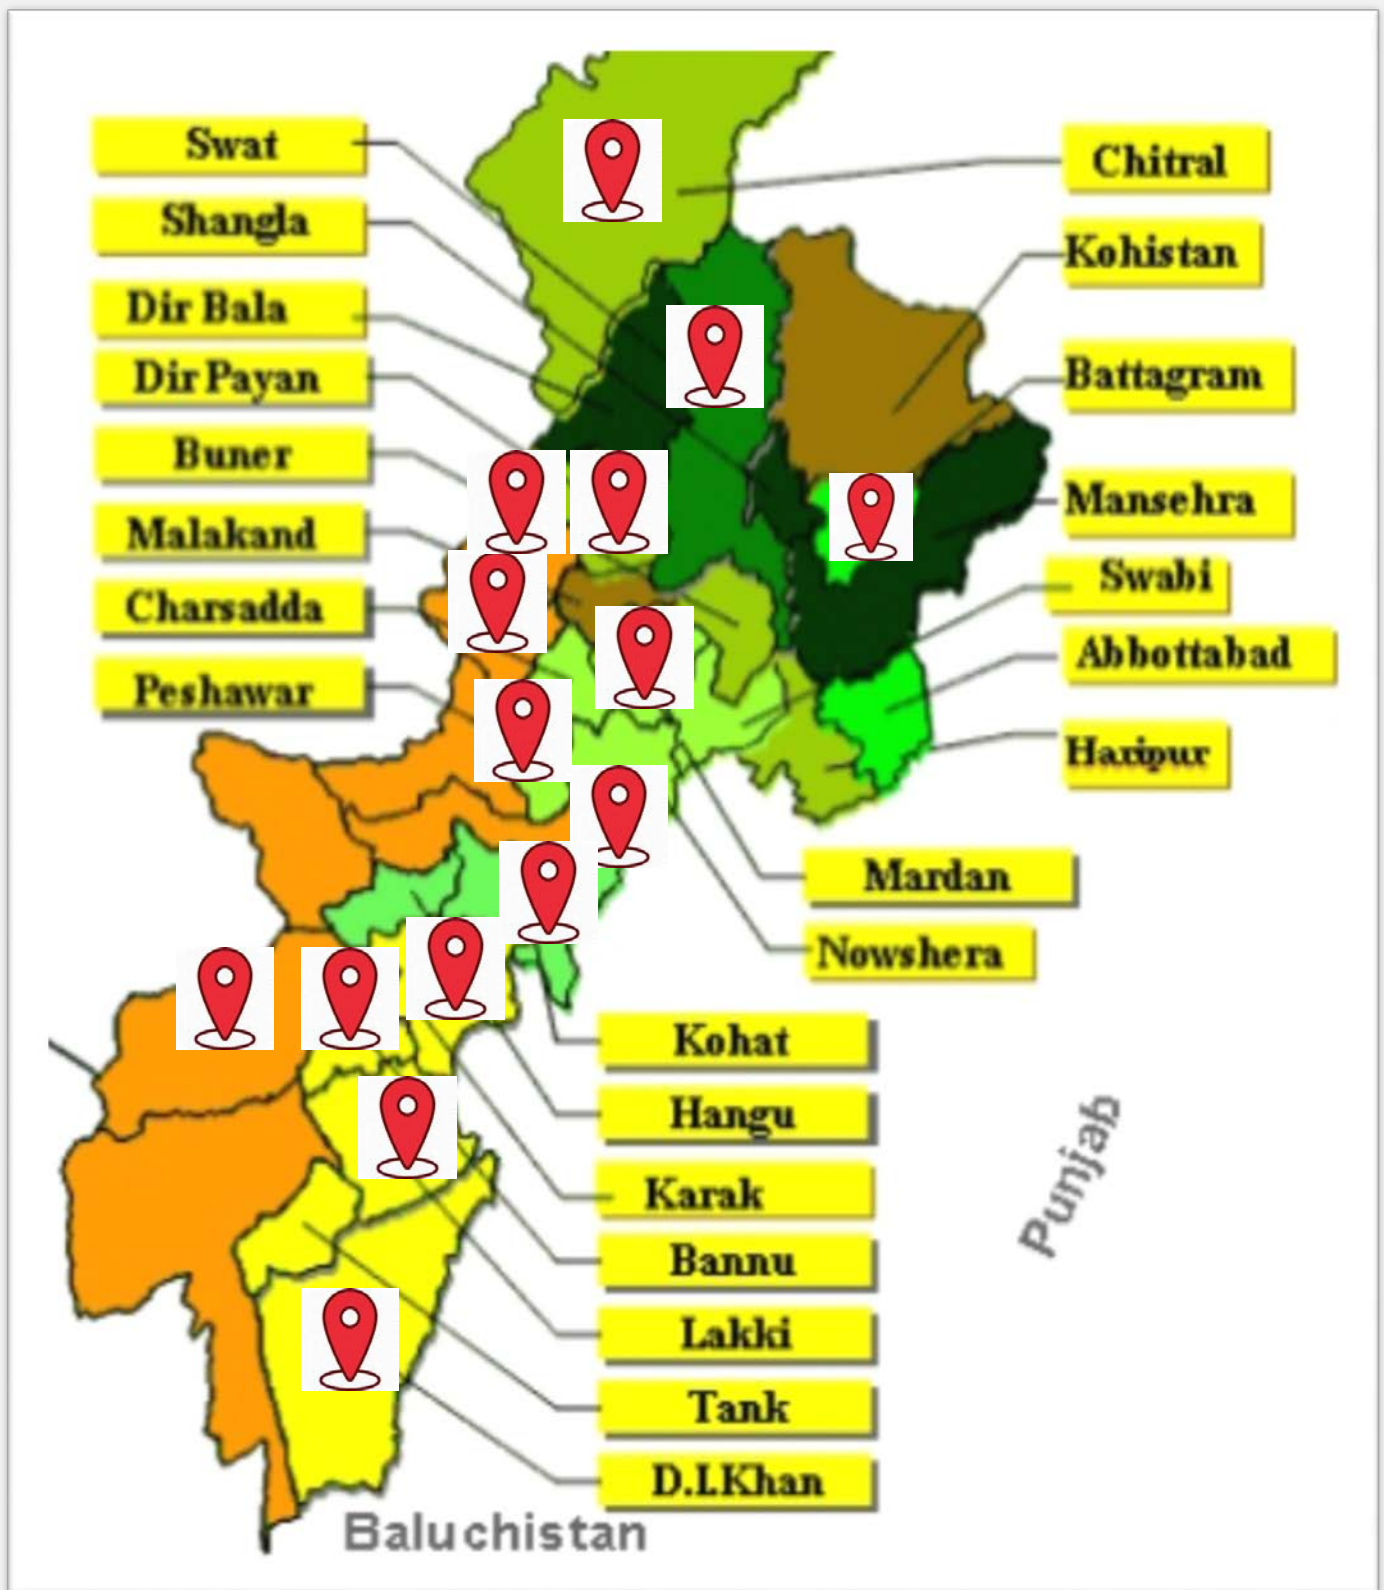 Swat
Shangla
Dir Bala
Dir Payan
Buner
Malakand
Charsadda
Peshawar
Chitral
Kohistan
Battagram
Mansehra
Swabi
Abbottabad
Haripur
Mardan
Nowshera
Kohat
Hangu
Karak
Bannu
Lakki
Tank
D.I.Khan
Punjab
Baluchistan